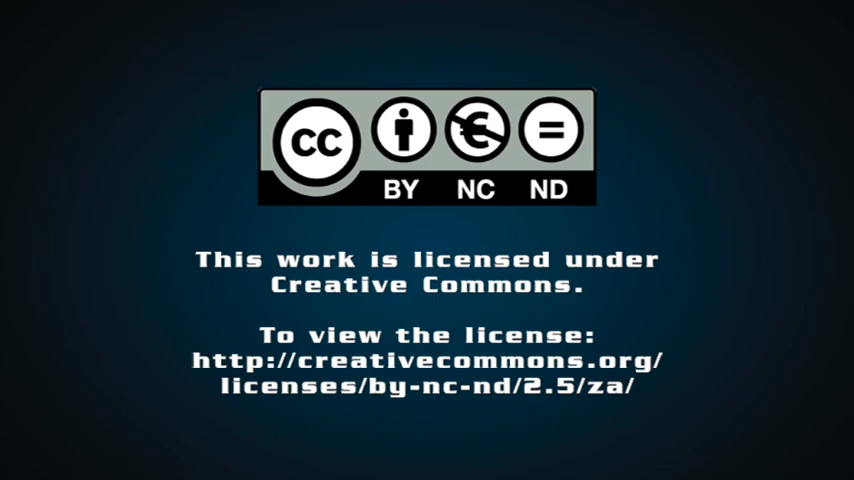 cc
BY NC ND
This work is licensed under
Creative Commons.
To view the license:
http://creativecommons.org/
licenses/by-nc-nd/2.5/za/